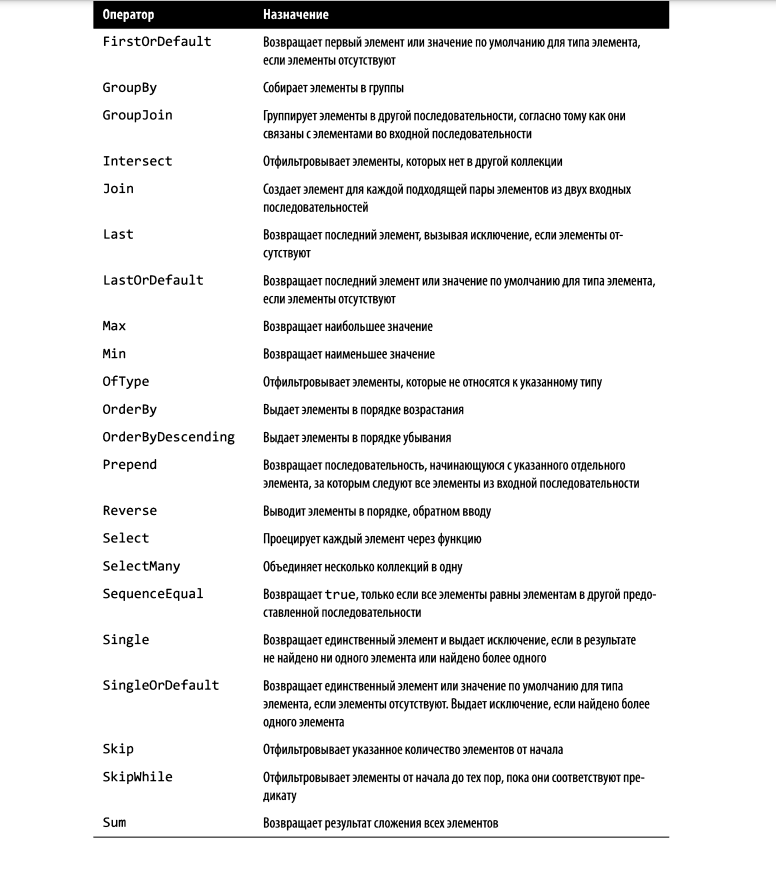 Оператор Назначение
FirstOrDefault Возвращает первый элемент или значение по умолчанию для типа элемента,
если элементы отсутствуют
GroupBy Собирает элементы в группы
GroupJoin Группирует элементы в другой последовательности, согласно тому как они
связаны с элементами во входной последовательности
Intersect Отфильтровывает элементы, которых нет в другой коллекции
Join Создает элемент для каждой подходящей пары элементов из двух входных
последовательностей
Last Возвращает последний элемент, вызывая исключение, если элементы от-
сутствуют
LastOrDefault Возвращает последний элемент или значение по умолчанию для типа элемента,
если элементы отсутствуют
Max Возвращает наибольшее значение
Min Возвращает наименьшее значение
OfType Отфильтровывает элементы, которые не относятся к указанному типу
OrderBy Выдает элементы в порядке возрастания
OrderByDescending Выдает элементы в порядке убывания
Prepend Возвращает последовательность, начинающуюся с указанного отдельного
элемента, за которым следуют все элементы из входной последовательности
Reverse Выводит элементы в порядке, обратном вводу
Select Проецирует каждый элемент через функцию
SelectMany Объединяет несколько коллекций в одну
SequenceEqual Возвращает true, только если все элементы равны элементам в другой предо-
ставленной последовательности
Single Возвращает единственный элемент и выдает исключение, если в результате
не найдено ни одного элемента или найдено более одного
SingleOrDefault Возвращает единственный элемент или значение по умолчанию для типа
элемента, если элементы отсутствуют. Выдает исключение, если найдено более
одного элемента
Skip Отфильтровывает указанное количество элементов от начала
SkipWhile Отфильтровывает элементы от начала до тех пор, пока они соответствуют пре-
дикату
Sum Возвращает результат сложения всех элементов